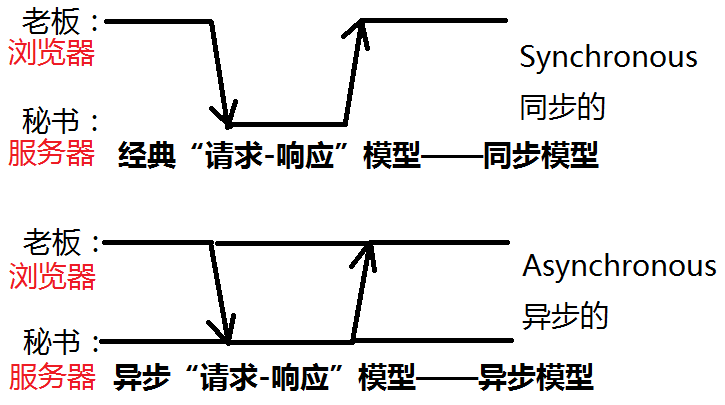 老板：
浏览器
Synchronous
同步的
秘书：
服务器
经典“请求-响应”模型——同步模型
老板：
浏览器
Asynchronous
异步的
秘书：
服务器
异步“请求-响应”模型——异步模型